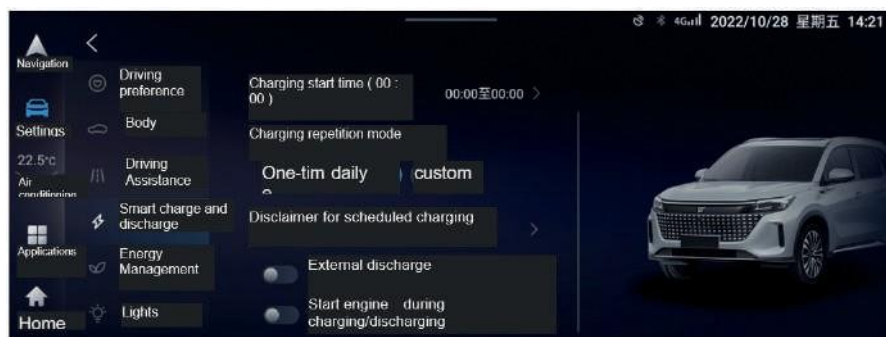 4G 2022/10/28 星期五 14:21
Navigation
Settings
22.5°c
Air
conditioning
Applications
Home
Driving
preference
Body
Driving
Assistance
Smart charge and
discharge
Energy
Management
Lights
Charging start time ( 00 :
00 )
00:00至00:00
Charging repetition mode
One-tim daily custom
e
Disclaimer for scheduled charging
External discharge
Start engine during
charging/discharging